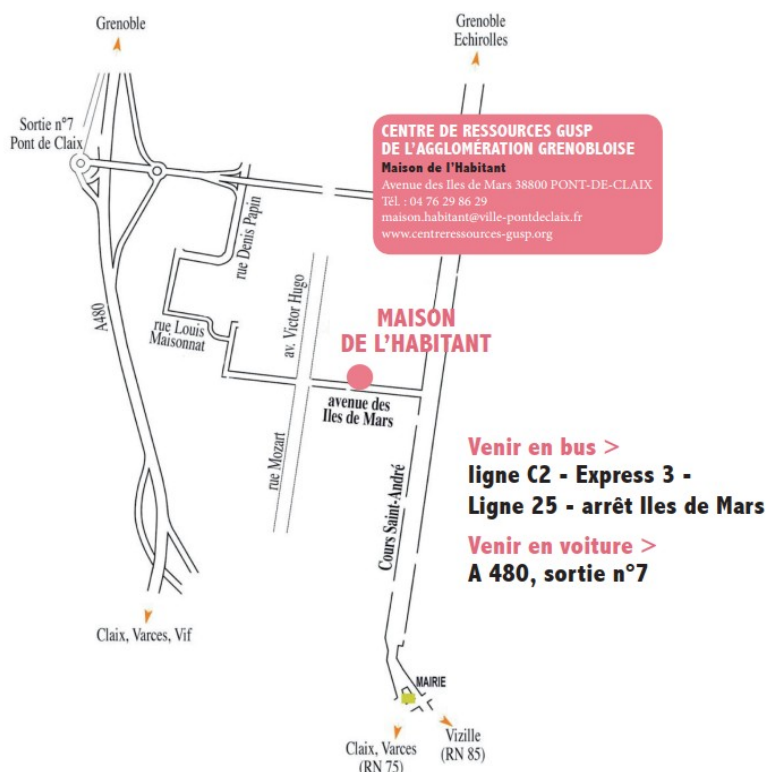 Grenoble
Grenoble
Echirolles
Sortie n°7
Pont de Claix
CENTRE DE RESSOURCES GUSP
DE L'AGGLOMÉRATION GRENOBLOISE
Maison de l'Habitant
Avenue des Iles de Mars 38800 PONT-DE-CLAIX
Tél. : 04 76 29 86 29
maison.habitant@ville-pontdeclaix.fr
www.centreressources-gusp.org
rue Denis Papin
A480
rue Louis
Maisonnat
av. Victor Hugo
MAISON
DE L'HABITANT
avenue des
Iles de Mars
rue Mozart
Cours Saint-André
Venir en bus >
ligne C2 - Express 3 -
Ligne 25 - arrêt Iles de Mars
Venir en voiture >
A 480, sortie n°7
Claix, Varces, Vif
MAIRIE
Claix, Varces
(RN 75)
Vizille
(RN 85)